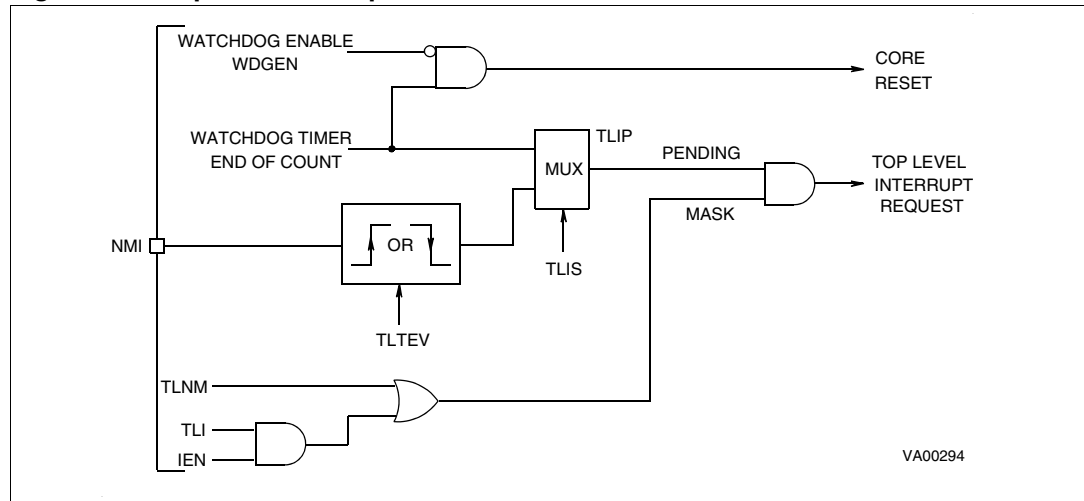 WATCHDOG ENABLE
WDGEN
CORE
RESET
WATCHDOG TIMER
END OF COUNT
TLIP
MUX
PENDING
TOP LEVEL
INTERRUPT
REQUEST
MASK
NMI
OR
TLIS
TLTEV
TLNM
TLI
IEN
VA00294